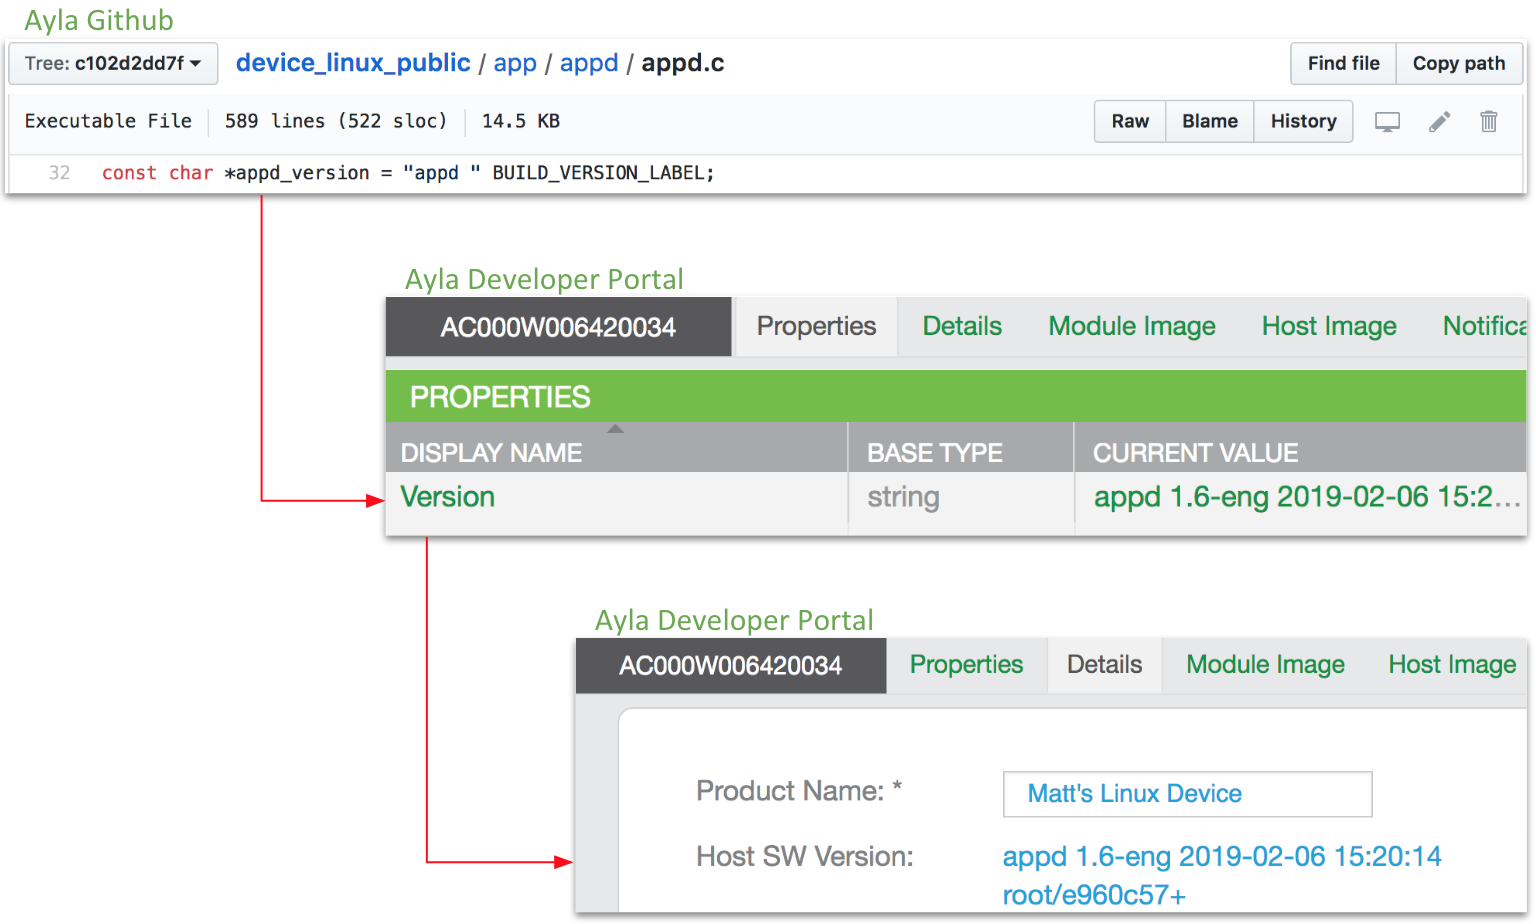 Ayla Github
Tree: c102d2dd7f
device_linux_public / app / appd / appd.c
Find file
Copy path
Executable File
589 lines (522 sloc)
14.5 KB
Raw
Blame
History
32 const char *appd_version = "appd " BUILD_VERSION_LABEL;
Ayla Developer Portal
AC000W006420034
Properties
Details
Module Image
Host Image
Notifica
PROPERTIES
DISPLAY NAME
BASE TYPE
CURRENT VALUE
Version
string
appd 1.6-eng 2019-02-06 15:2...
Ayla Developer Portal
AC000W006420034
Properties
Details
Module Image
Host Image
Product Name: *
Matt's Linux Device
Host SW Version:
appd 1.6-eng 2019-02-06 15:20:14
root/e960c57+